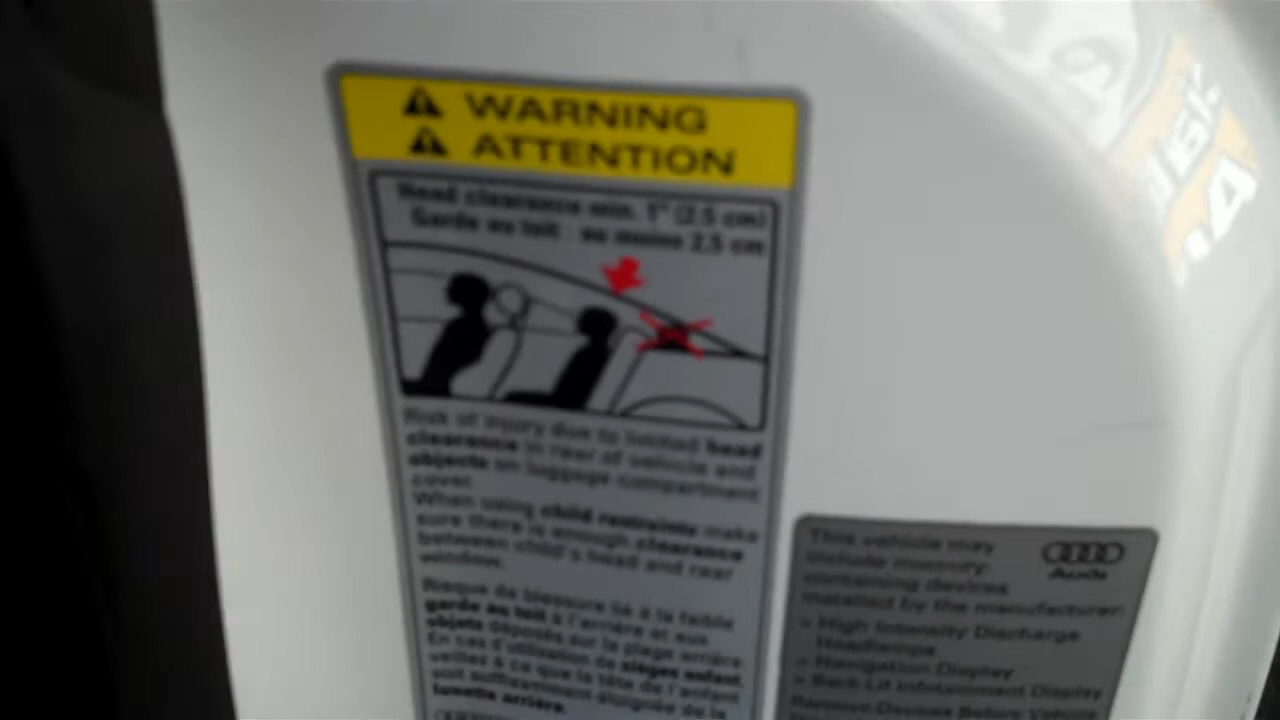 WARNING
ATTENTION
Head clearance min. 1" (2.5 cm)
Garde au toit : au moins 2,5 cm
Risk of injury due to limited head
clearance in rear of vehicle and
objects on luggage compartment
cover.
When using child restraints make
sure there is enough clearance
between child's head and rear
window.
Risque de blessure lié à la faible
garde au toit à l'arrière et aux
objets déposés sur la plage arrière.
En cas d'utilisation de sièges enfant,
veillez à ce que la tête de l'enfant
soit suffisamment éloignée de la
lunette arrière.
This vehicle may
include mercury-
containing devices
installed by the manufacturer:
Audi
High Intensity Discharge
Headlamps
Navigation Display
Back-Lit Infotainment Display
Remove Devices Before Vehicle